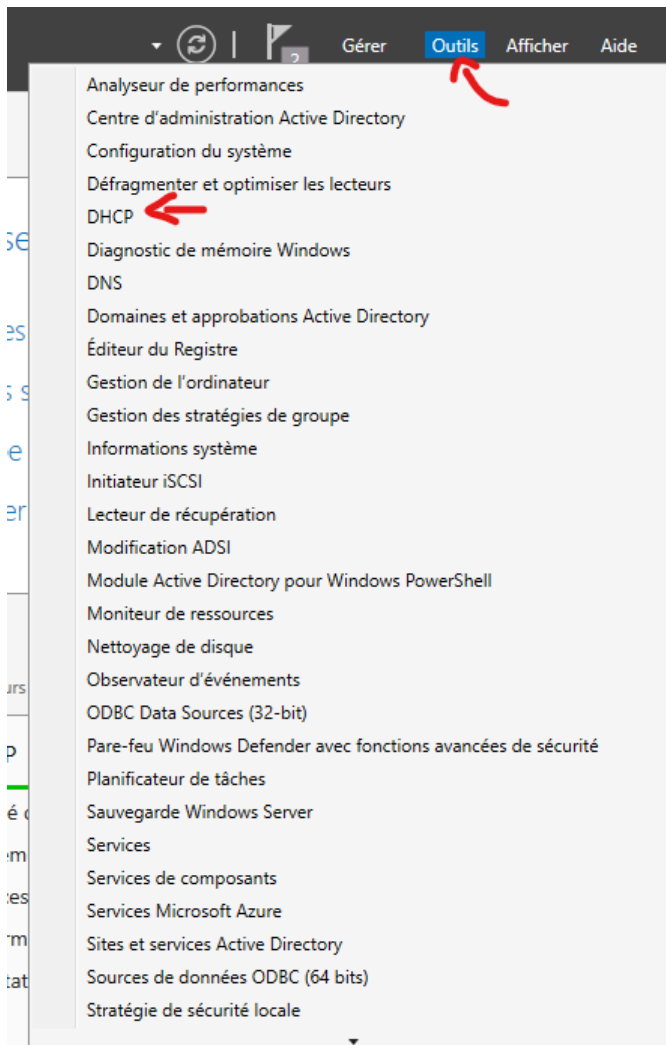 2 Gérer Outils Afficher Aide
Analyseur de performances
Centre d'administration Active Directory
Configuration du système
Défragmenter et optimiser les lecteurs
DHCP
Diagnostic de mémoire Windows
DNS
Domaines et approbations Active Directory
Éditeur du Registre
Gestion de l'ordinateur
Gestion des stratégies de groupe
Informations système
Initiateur iSCSI
Lecteur de récupération
Modification ADSI
Module Active Directory pour Windows PowerShell
Moniteur de ressources
Nettoyage de disque
Observateur d'événements
ODBC Data Sources (32-bit)
Pare-feu Windows Defender avec fonctions avancées de sécurité
Planificateur de tâches
Sauvegarde Windows Server
Services
Services de composants
Services Microsoft Azure
Sites et services Active Directory
Sources de données ODBC (64 bits)
Stratégie de sécurité locale